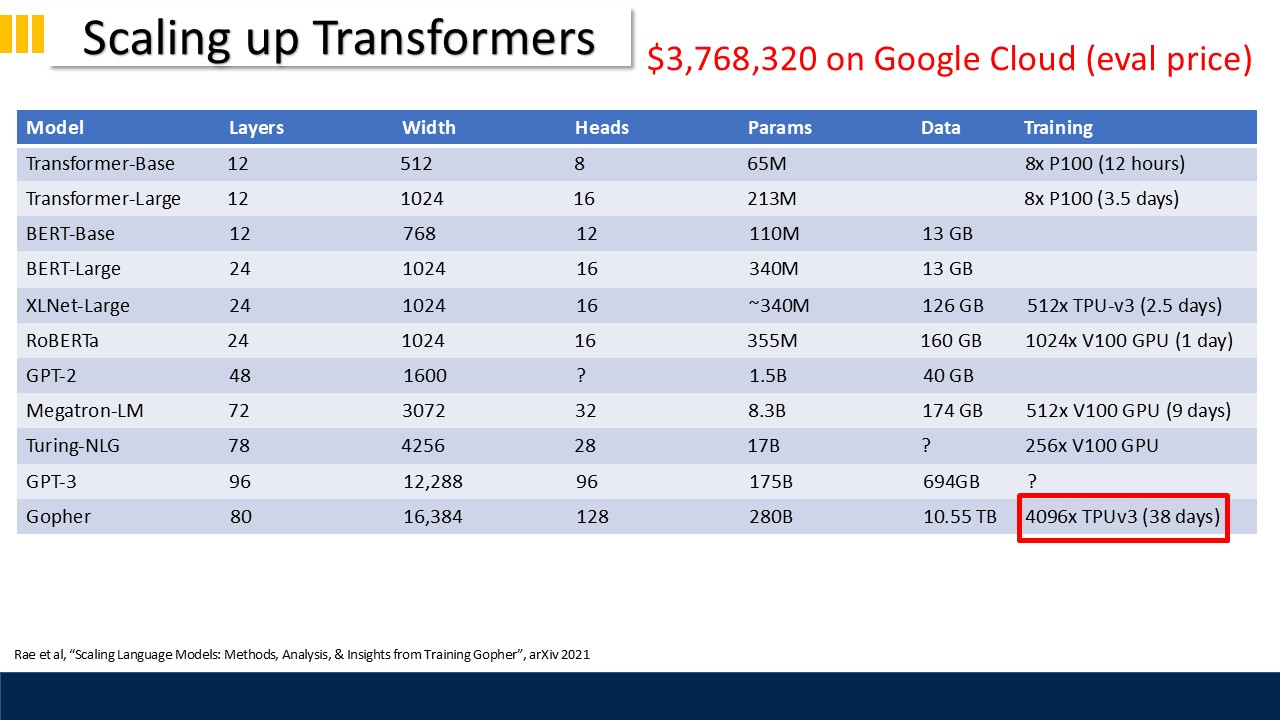 Scaling up Transformers
$3,768,320 on Google Cloud (eval price)
Model Layers Width Heads Params Data Training
Transformer-Base 12 512 8 65M 8x P100 (12 hours)
Transformer-Large 12 1024 16 213M 8x P100 (3.5 days)
BERT-Base 12 768 12 110M 13 GB
BERT-Large 24 1024 16 340M 13 GB
XLNet-Large 24 1024 16 ~340M 126 GB 512x TPU-v3 (2.5 days)
RoBERTa 24 1024 16 355M 160 GB 1024x V100 GPU (1 day)
GPT-2 48 1600 ? 1.5B 40 GB
Megatron-LM 72 3072 32 8.3B 174 GB 512x V100 GPU (9 days)
Turing-NLG 78 4256 28 17B ? 256x V100 GPU
GPT-3 96 12,288 96 175B 694GB ?
Gopher 80 16,384 128 280B 10.55 TB 4096x TPUv3 (38 days)
Rae et al, “Scaling Language Models: Methods, Analysis, & Insights from Training Gopher”, arXiv 2021